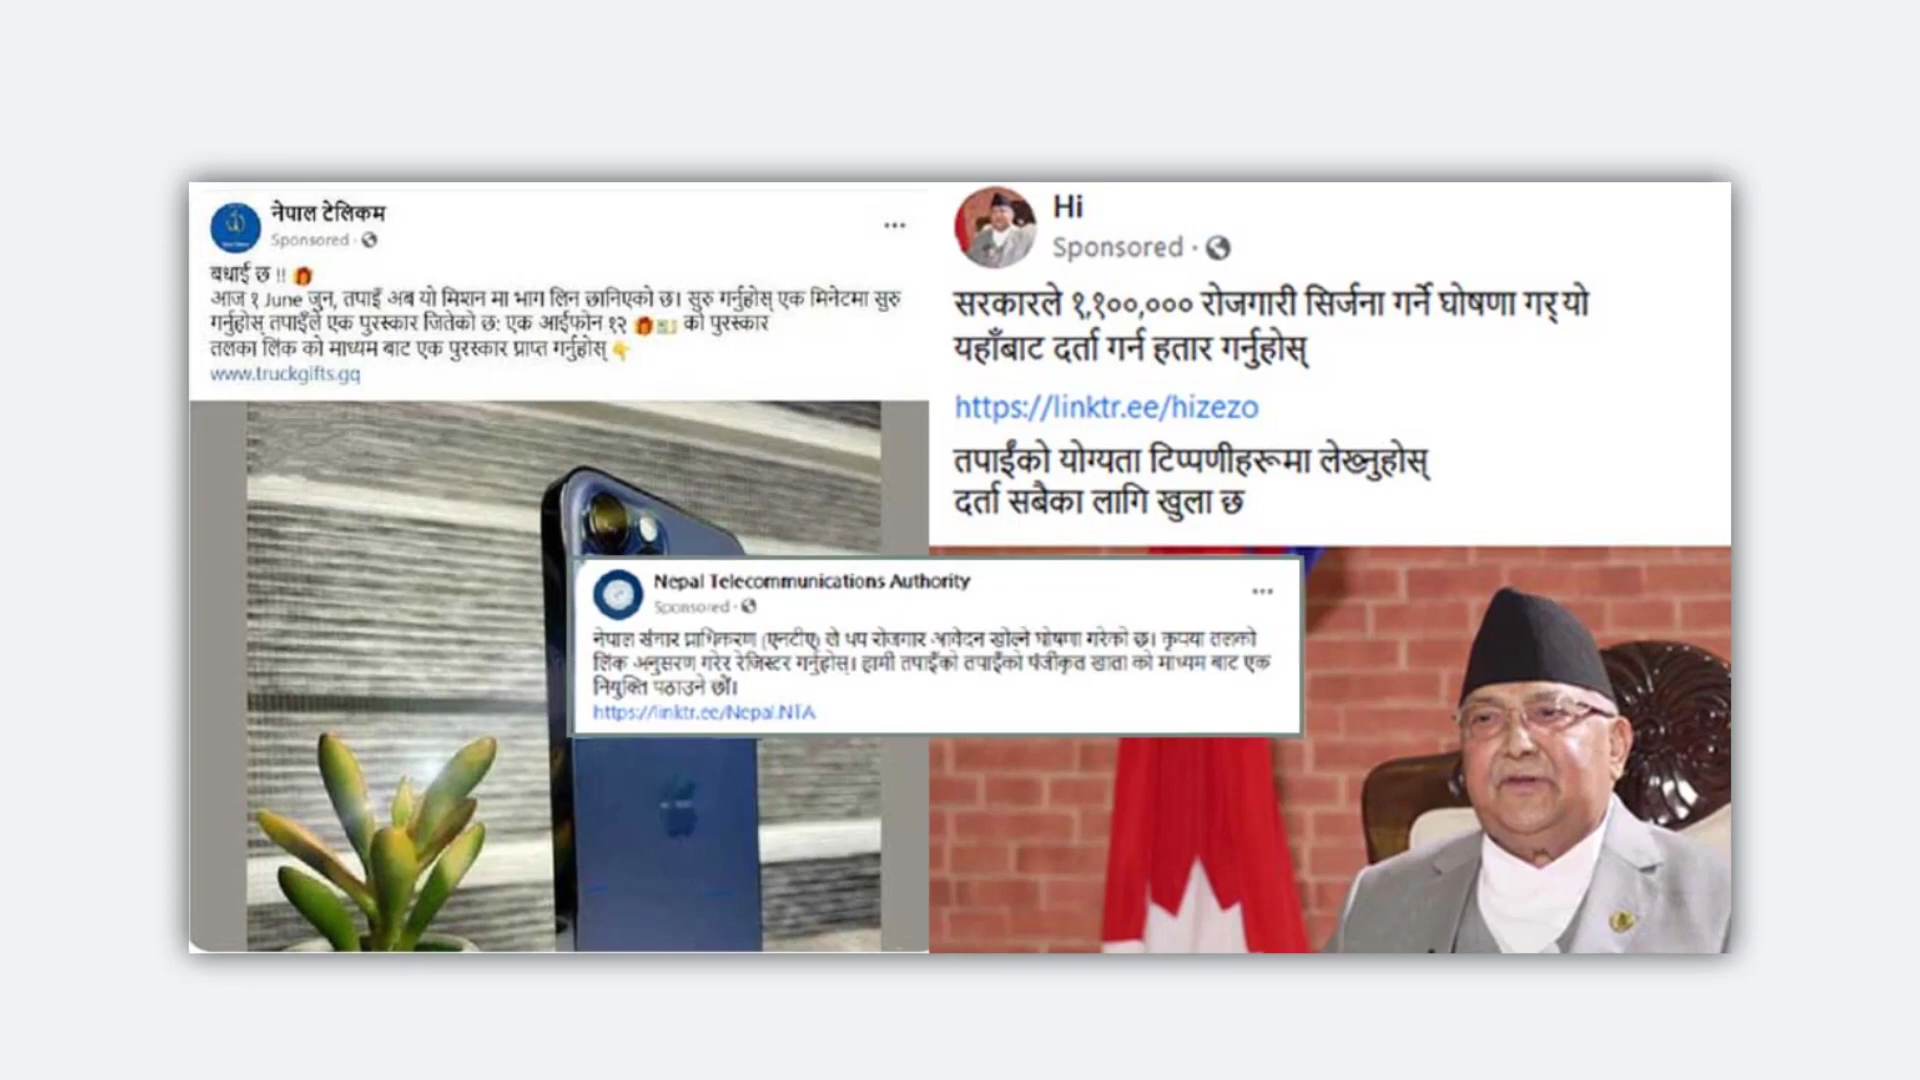 नेपाल टेलिकम
Sponsored ·
बधाई छ !!
आज १ June जुन, तपाइँ अब यो मिशन मा भाग लिन छानिएको छ। सुरु गर्नुहोस् एक मिनेटमा सुरु
गर्नुहोस् तपाइँले एक पुरस्कार जितेको छ: एक आईफोन १२ को पुरस्कार
तलका लिंक को माध्यम बाट एक पुरस्कार प्राप्त गर्नुहोस्
www.truckgifts.gq
Hi
Sponsored ·
सरकारले १,१००,००० रोजगारी सिर्जना गर्ने घोषणा गर्‍यो
यहाँबाट दर्ता गर्न हतार गर्नुहोस्
https://linktr.ee/hizezo
तपाईंको योग्यता टिप्पणीहरूमा लेख्नुहोस्
दर्ता सबैका लागि खुला छ
Nepal Telecommunications Authority
Sponsored ·
नेपाल संचार प्राधिकरण (एनटीए) ले थप रोजगार आवेदन खोल्ने घोषणा गरेको छ। कृपया तलको
लिंक अनुसरण गरेर रेजिस्टर गर्नुहोस्। हामी तपाइँको तपाइँको पंजीकृत खाता को माध्यम बाट एक
नियुक्ति पठाउने छौं।
https://linktr.ee/Nepal.NTA